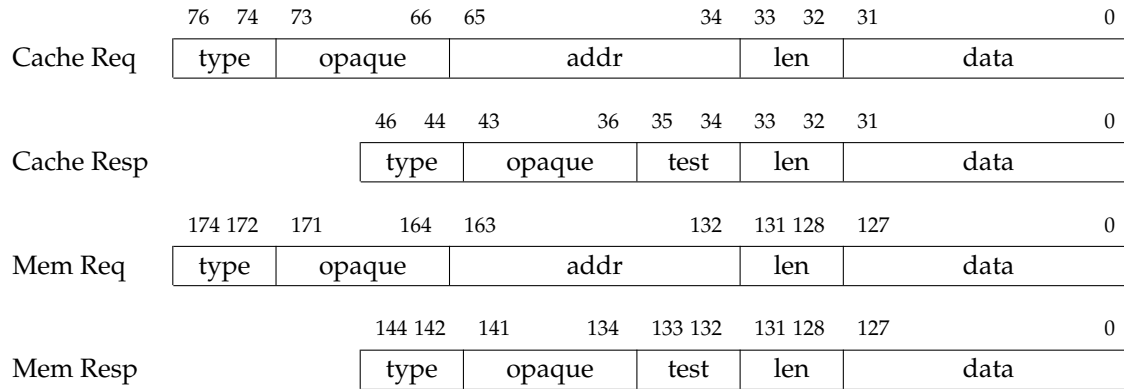 76 74 73 66 65 34 33 32 31 0
Cache Req type opaque addr len data
46 44 43 36 35 34 33 32 31 0
Cache Resp type opaque test len data
174 172 171 164 163 132 131 128 127 0
Mem Req type opaque addr len data
144 142 141 134 133 132 131 128 127 0
Mem Resp type opaque test len data